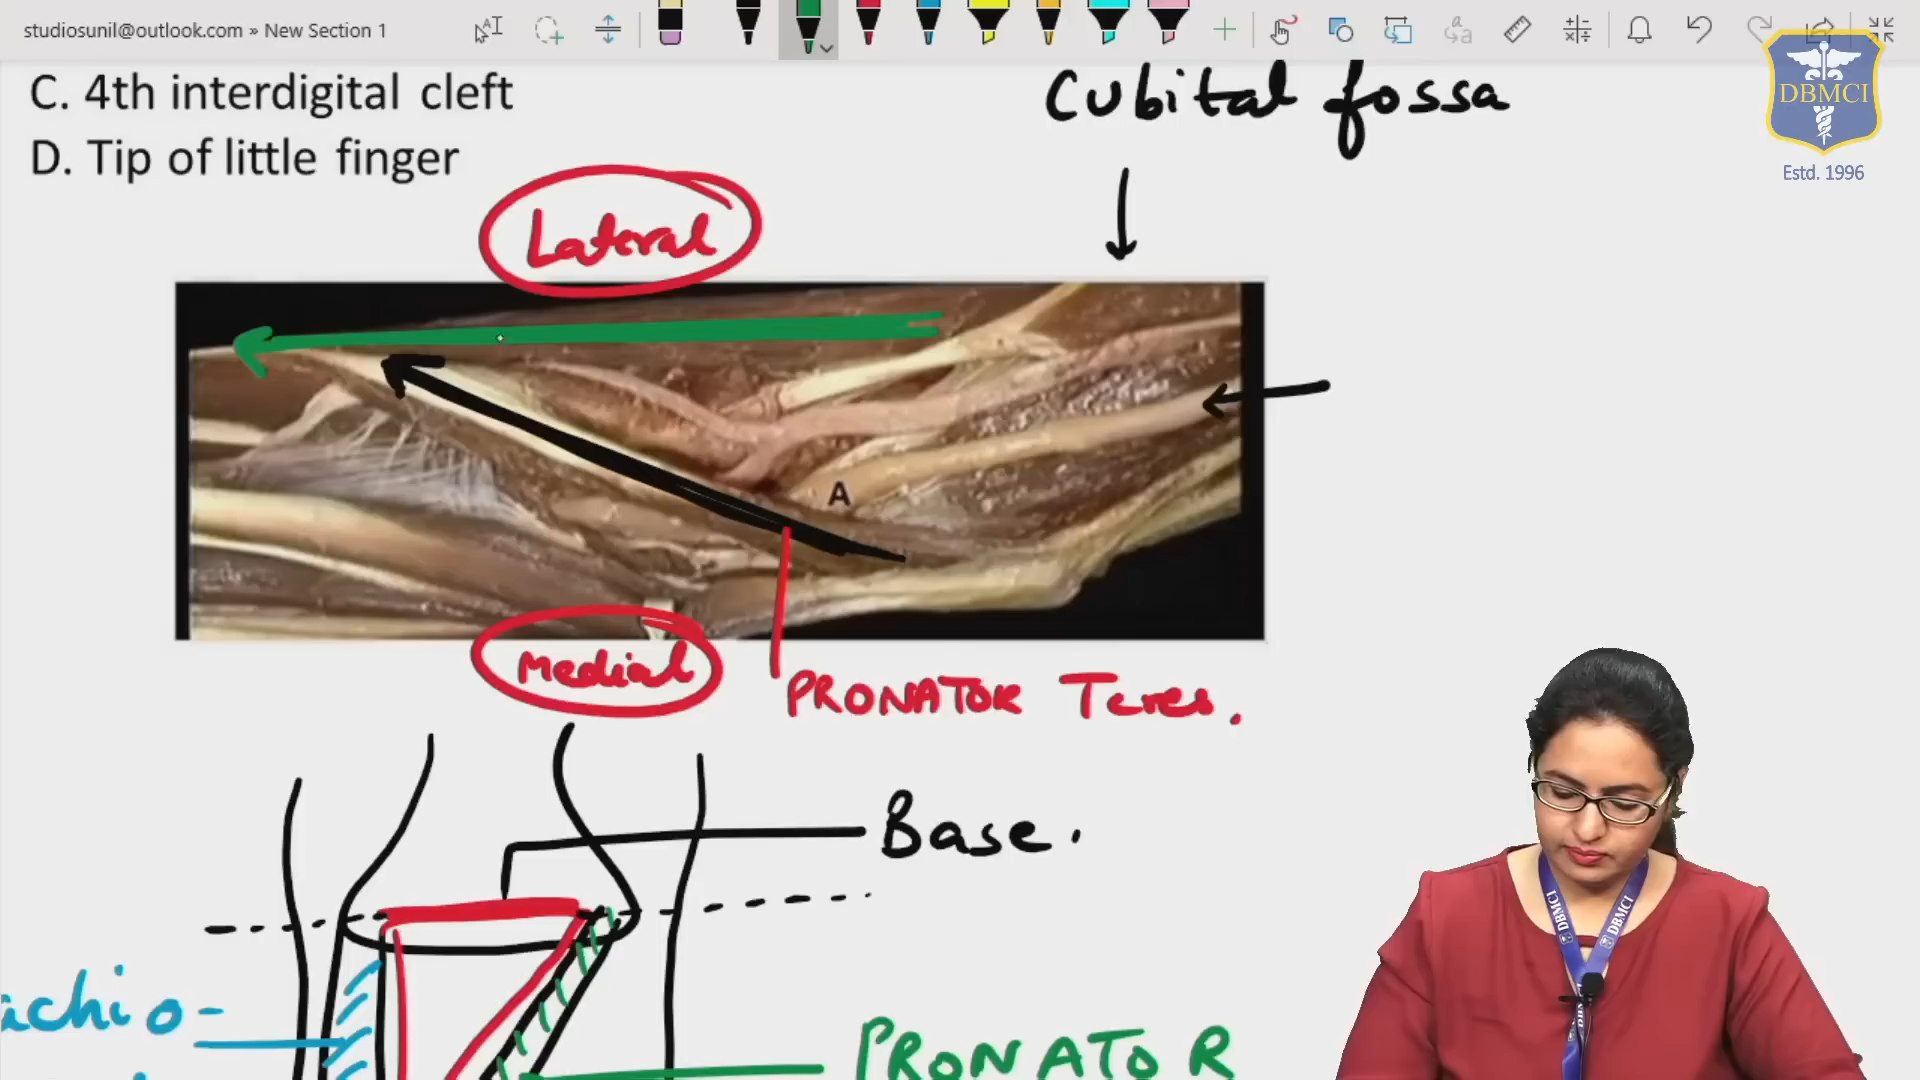 studiosunil@outlook.com » New Section 1
C. 4th interdigital cleft
D. Tip of little finger
Cubital fossa
DBMCI
Estd. 1996
Lateral
A
Medial
PRONATOR Teres.
Base.
achio-
PRONATOR
DBMCI
DBMCI